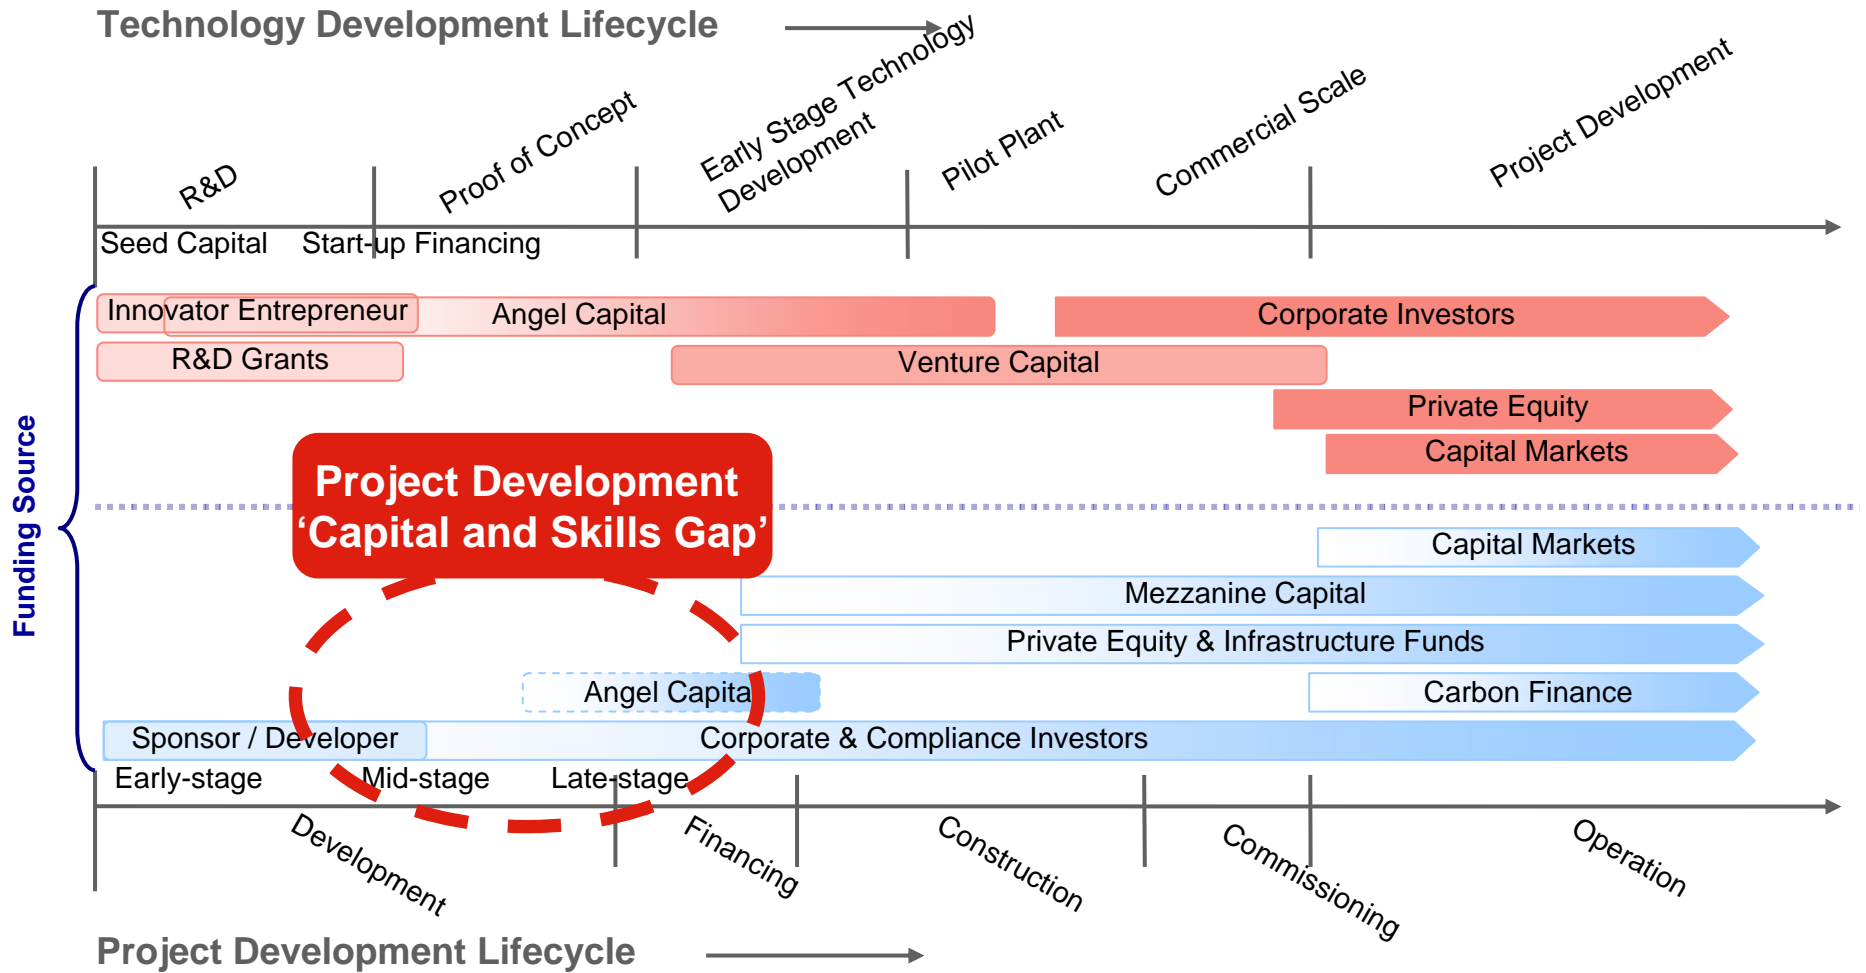 Technology Development Lifecycle
R&D
Proof of Concept
Early Stage Technology
Development
Pilot Plant
Commercial Scale
Project Development
Seed Capital
Start-up Financing
Innovator Entrepreneur
Angel Capital
Corporate Investors
R&D Grants
Venture Capital
Private Equity
Capital Markets
Funding Source
Project Development
‘Capital and Skills Gap’
Capital Markets
Mezzanine Capital
Private Equity & Infrastructure Funds
Angel Capital
Carbon Finance
Sponsor / Developer
Corporate & Compliance Investors
Early-stage
Mid-stage
Late-stage
Development
Financing
Construction
Commissioning
Operation
Project Development Lifecycle